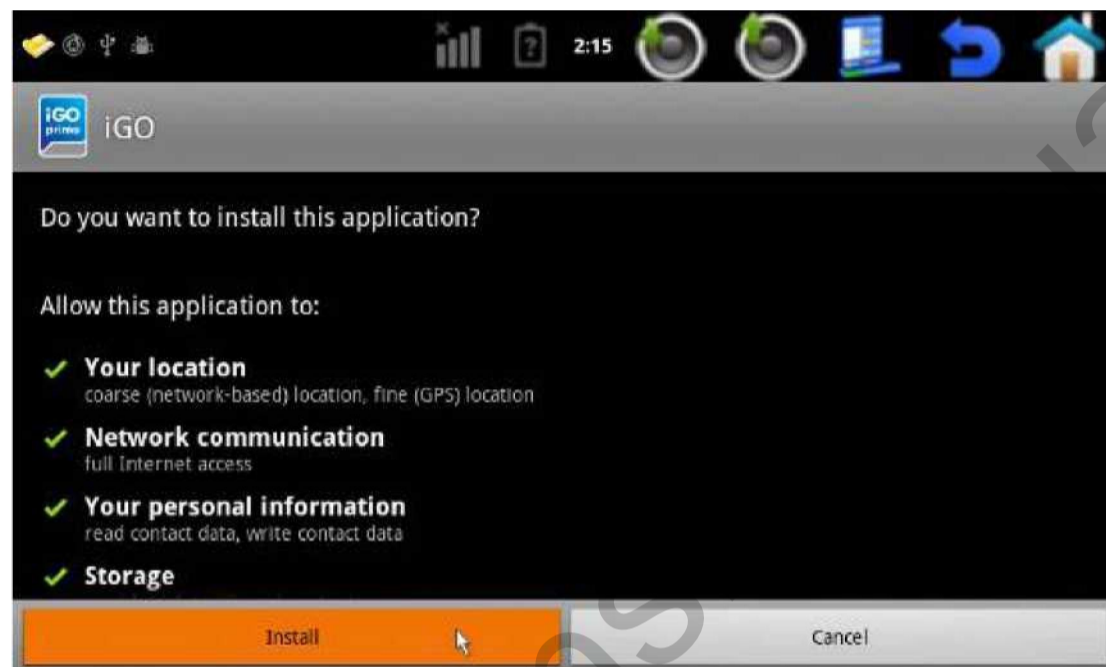 2:15
iGO
primo
iGO
Do you want to install this application?
Allow this application to:
Your location
coarse (network-based) location, fine (GPS) location
Network communication
full Internet access
Your personal information
read contact data, write contact data
Storage
Install
Cancel